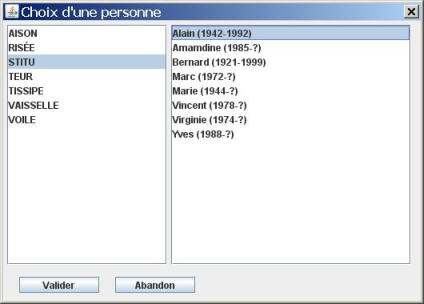 Choix d'une personne
AISON
RISÉE
STITU
TEUR
TISSIPE
VAISSELLE
VOILE
Alain (1942-1992)
Amamdine (1985-?)
Bernard (1921-1999)
Marc (1972-?)
Marie (1944-?)
Vincent (1978-?)
Virginie (1974-?)
Yves (1988-?)
Valider
Abandon